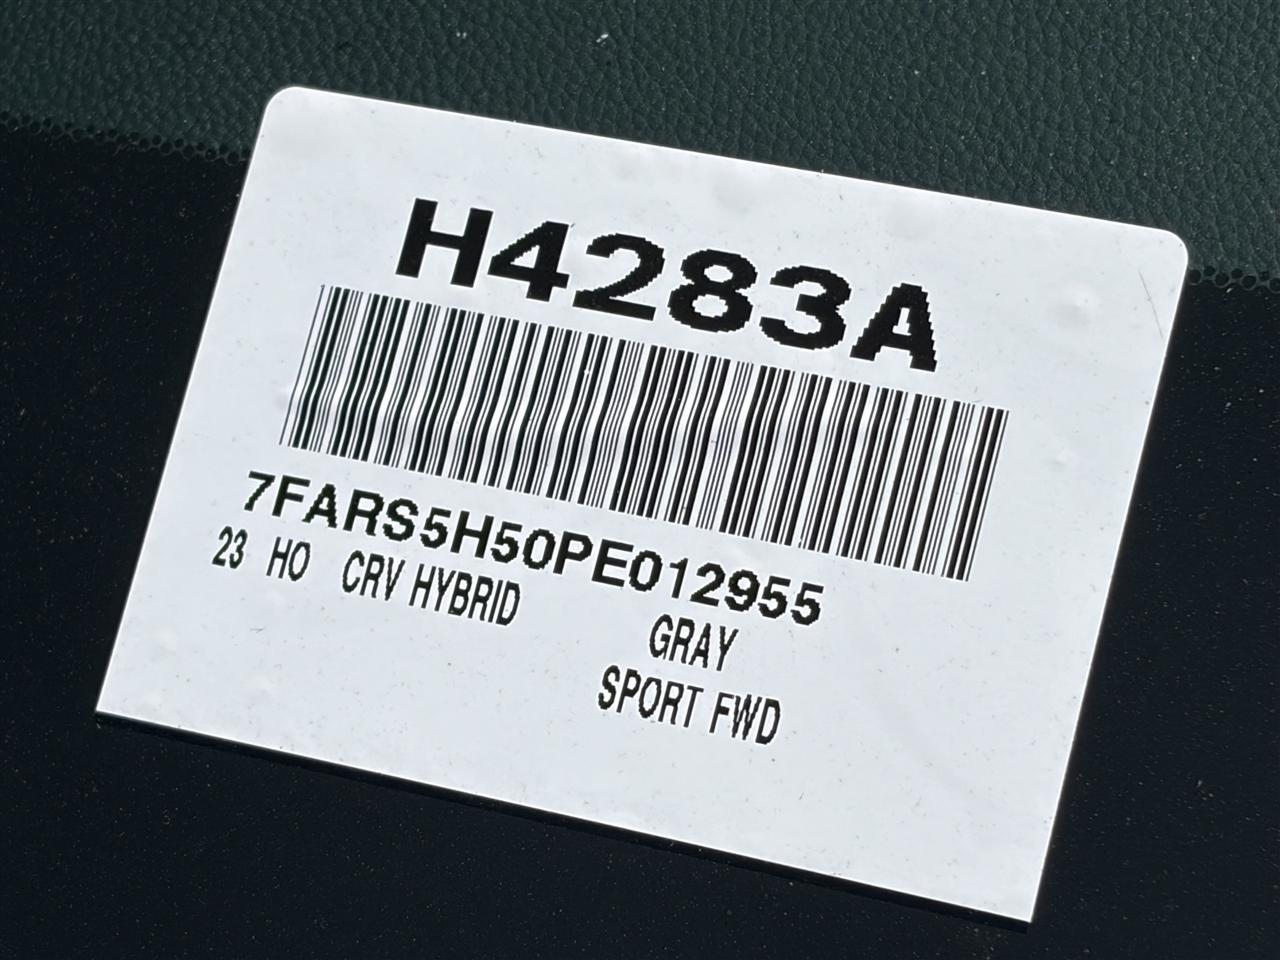 H4283A
7FARS5H50PE012955
23 HO CRV HYBRID
GRAY
SPORT FWD